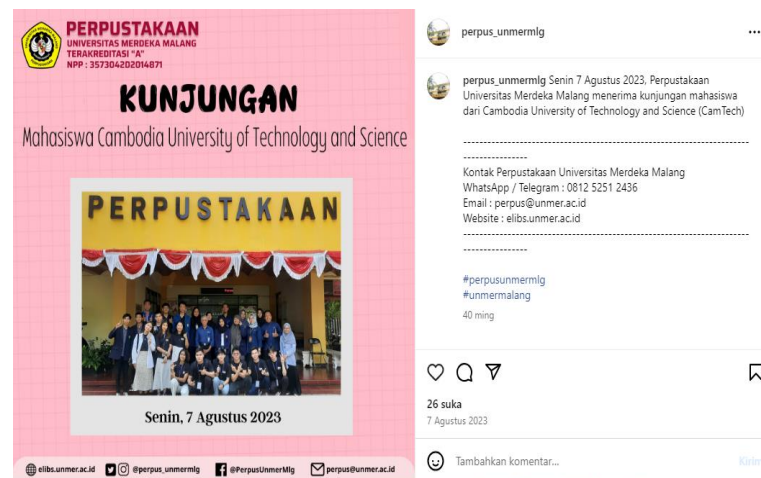 PERPUSTAKAAN
UNIVERSITAS MERDEKA MALANG
TERAKREDITASI "A"
NPP : 3573042D2014871
KUNJUNGAN
Mahasiswa Cambodia University of Technology and Science
PERPUSTAKAAN
Senin, 7 Agustus 2023
elibs.unmer.ac.id @perpus_unmermlg @PerpusUnmerMlg perpus@unmer.ac.id
perpus_unmermlg
perpus_unmermlg Senin 7 Agustus 2023, Perpustakaan
Universitas Merdeka Malang menerima kunjungan mahasiswa
dari Cambodia University of Technology and Science (CamTech)
----------------------------------------------------------------------
----------------
Kontak Perpustakaan Universitas Merdeka Malang
WhatsApp / Telegram : 0812 5251 2436
Email : perpus@unmer.ac.id
Website : elibs.unmer.ac.id
----------------------------------------------------------------------
----------------
#perpusunmermlg
#unmermalang
40 ming
26 suka
7 Agustus 2023
Tambahkan komentar... Kirim